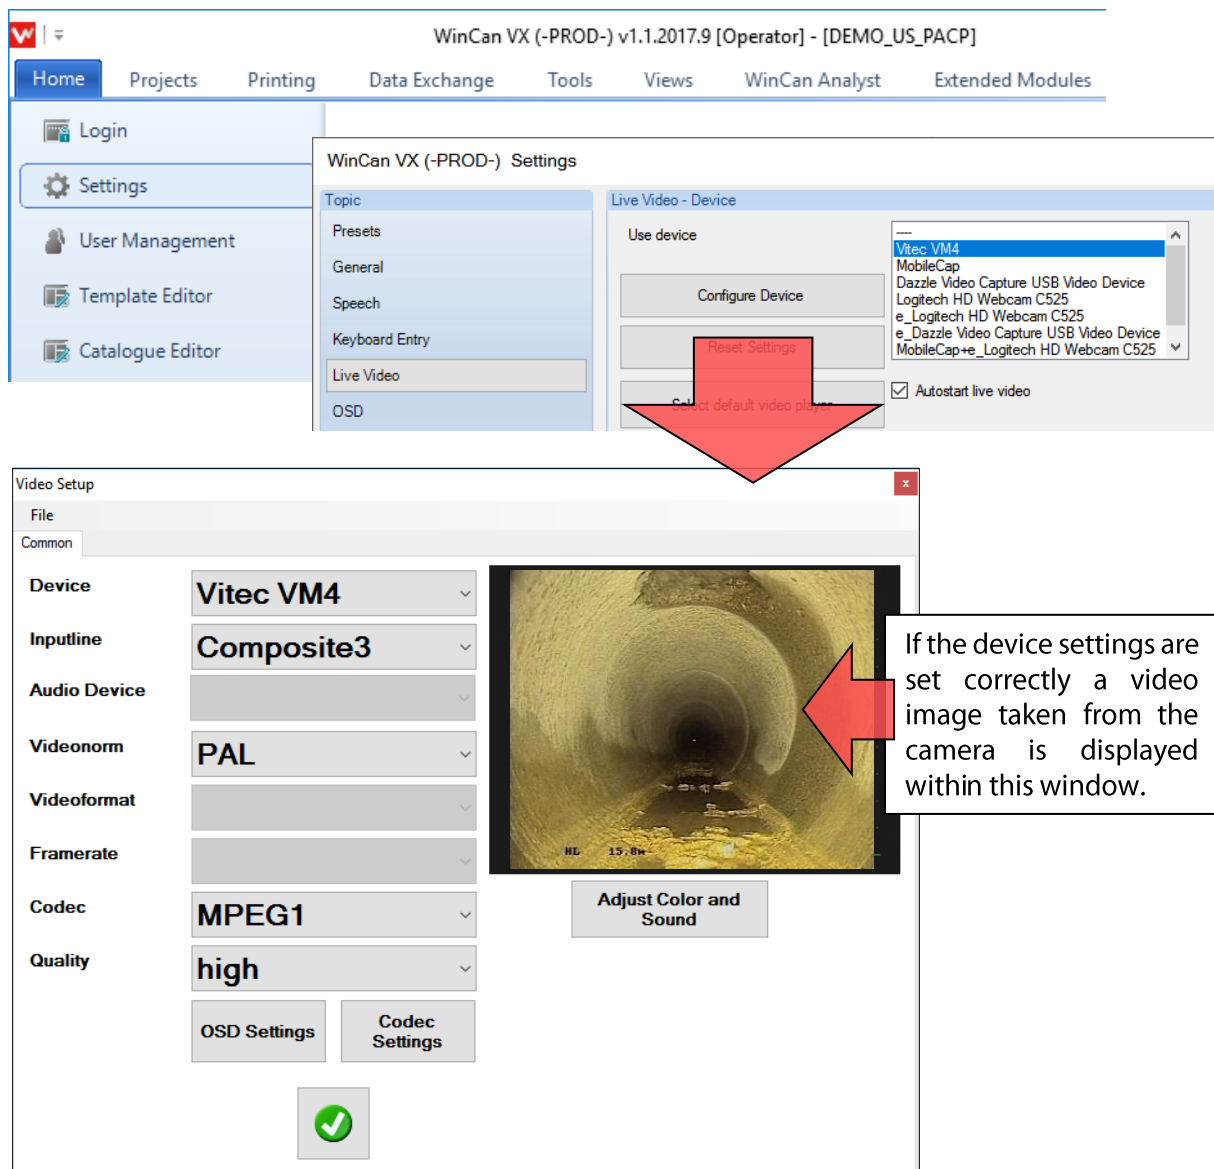 WinCan VX (-PROD-) v1.1.2017.9 [Operator] - [DEMO_US_PACP]
Home Projects Printing Data Exchange Tools Views WinCan Analyst Extended Modules
Login
Settings
User Management
Template Editor
Catalogue Editor
WinCan VX (-PROD-) Settings
Topic
Presets
General
Speech
Keyboard Entry
Live Video
OSD
Live Video - Device
Use device
----
Vitec VM4
MobileCap
Dazzle Video Capture USB Video Device
Logitech HD Webcam C525
e_Logitech HD Webcam C525
e_Dazzle Video Capture USB Video Device
MobileCap+e_Logitech HD Webcam C525
Configure Device
Reset Settings
Select default video player
Autostart live video
Video Setup
File
Common
Device Vitec VM4
Inputline Composite3
Audio Device
Videonorm PAL
Videoformat
Framerate
Codec MPEG1
Quality high
OSD Settings
Codec
Settings
HL 15.8m
Adjust Color and
Sound
If the device settings are
set correctly a video
image taken from the
camera is displayed
within this window.